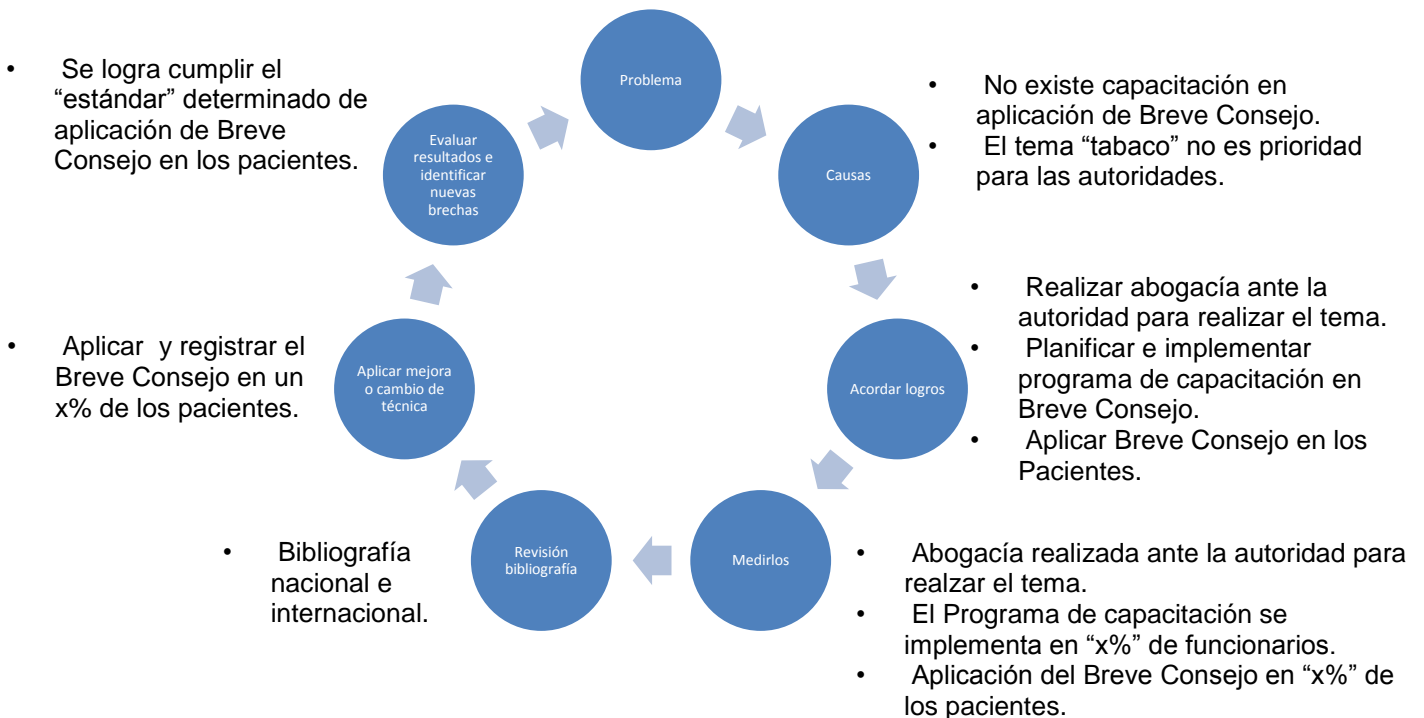 Problema
• No existe capacitación en
aplicación de Breve Consejo.
• El tema “tabaco” no es prioridad
para las autoridades.
Causas
• Realizar abogacía ante la
autoridad para realizar el tema.
• Planificar e implementar
programa de capacitación en
Breve Consejo.
• Aplicar Breve Consejo en los
Pacientes.
Acordar logros
• Abogacía realizada ante la autoridad para
realzar el tema.
• El Programa de capacitación se
implementa en “x%” de funcionarios.
• Aplicación del Breve Consejo en “x%” de
los pacientes.
Medirlos
Revisión
bibliografía
• Bibliografía
nacional e
internacional.
Aplicar mejora
o cambio de
técnica
• Aplicar y registrar el
Breve Consejo en un
x% de los pacientes.
Evaluar
resultados e
identificar
nuevas
brechas
• Se logra cumplir el
“estándar” determinado de
aplicación de Breve
Consejo en los pacientes.